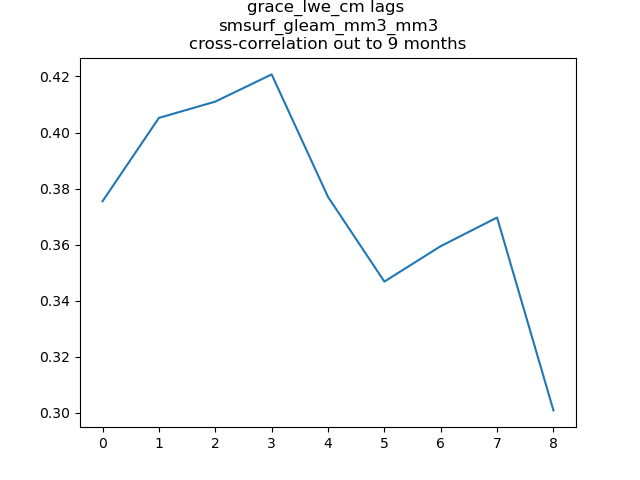 grace_lwe_cm lags
smsurf_gleam_mm3_mm3
cross-correlation out to 9 months
0.42
0.40
0.38
0.36
0.34
0.32
0.30
0 1 2 3 4 5 6 7 8